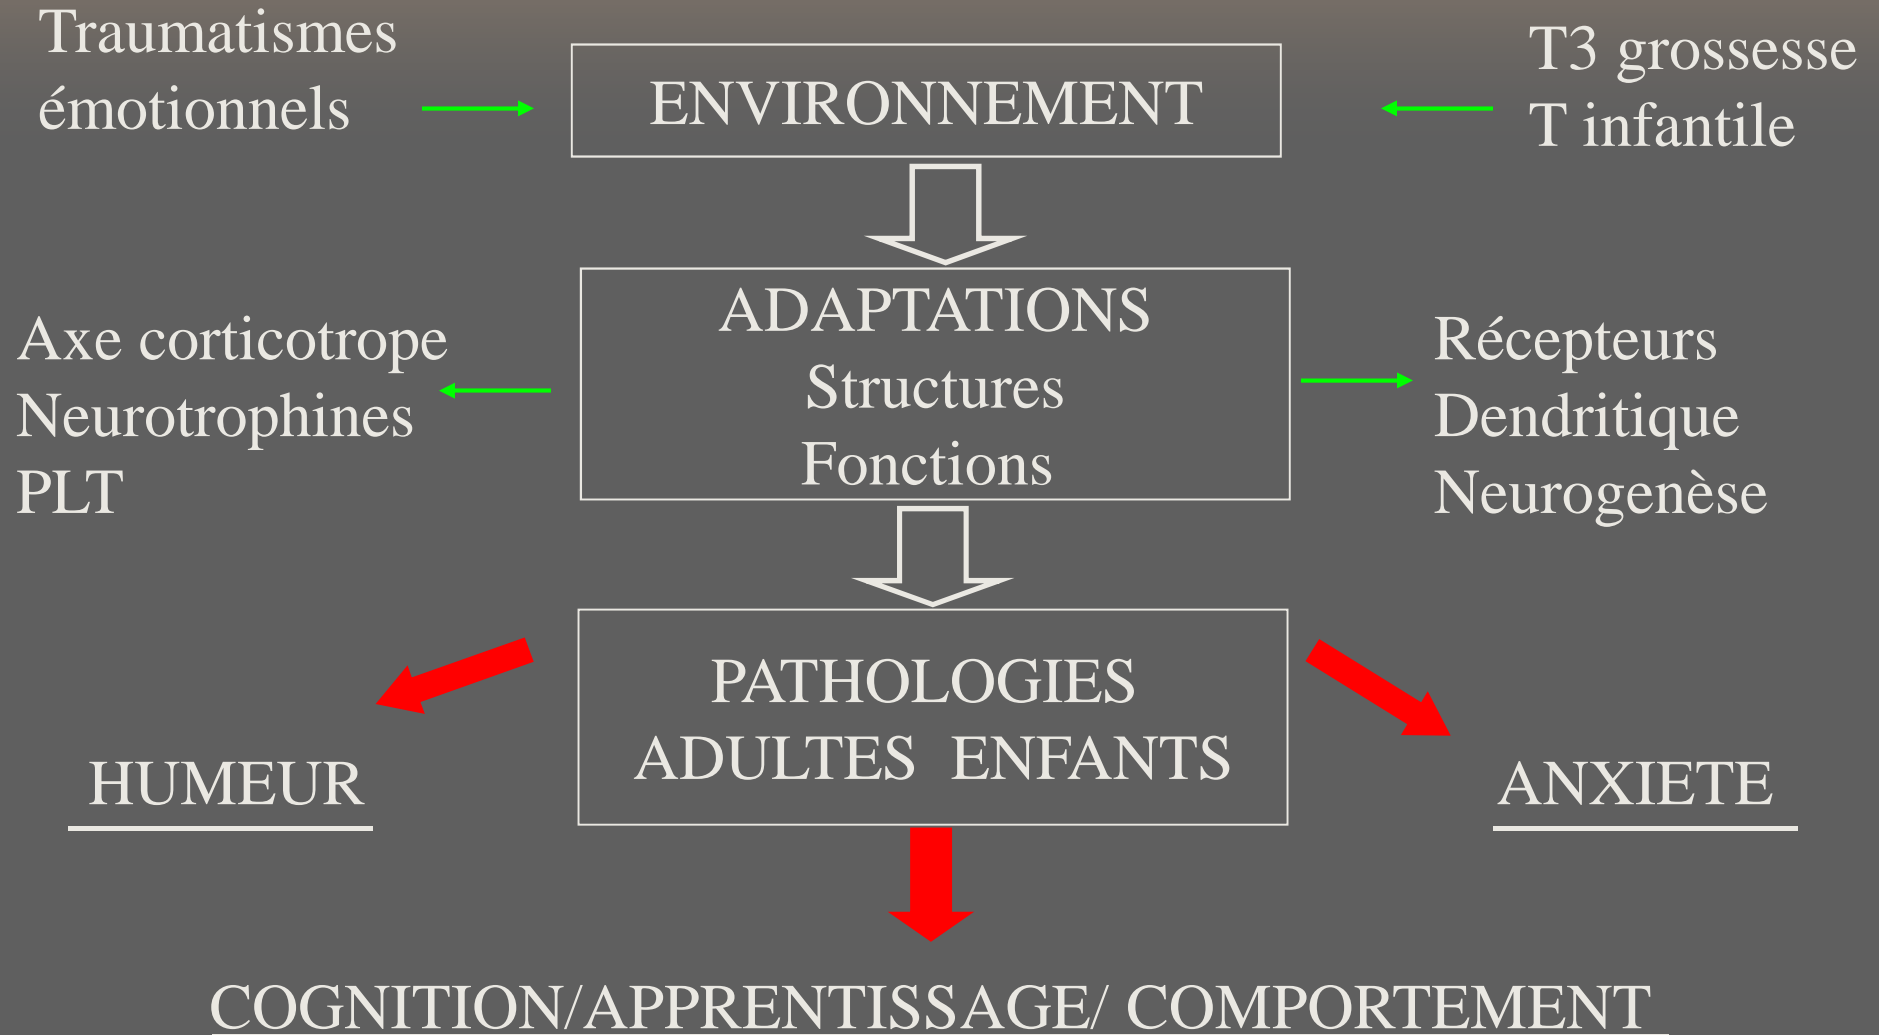 Traumatismes
émotionnels
ENVIRONNEMENT
T3 grossesse
T infantile
Axe corticotrope
Neurotrophines
PLT
ADAPTATIONS
Structures
Fonctions
Récepteurs
Dendritique
Neurogenèse
PATHOLOGIES
ADULTES ENFANTS
HUMEUR
ANXIETE
COGNITION/APPRENTISSAGE/ COMPORTEMENT